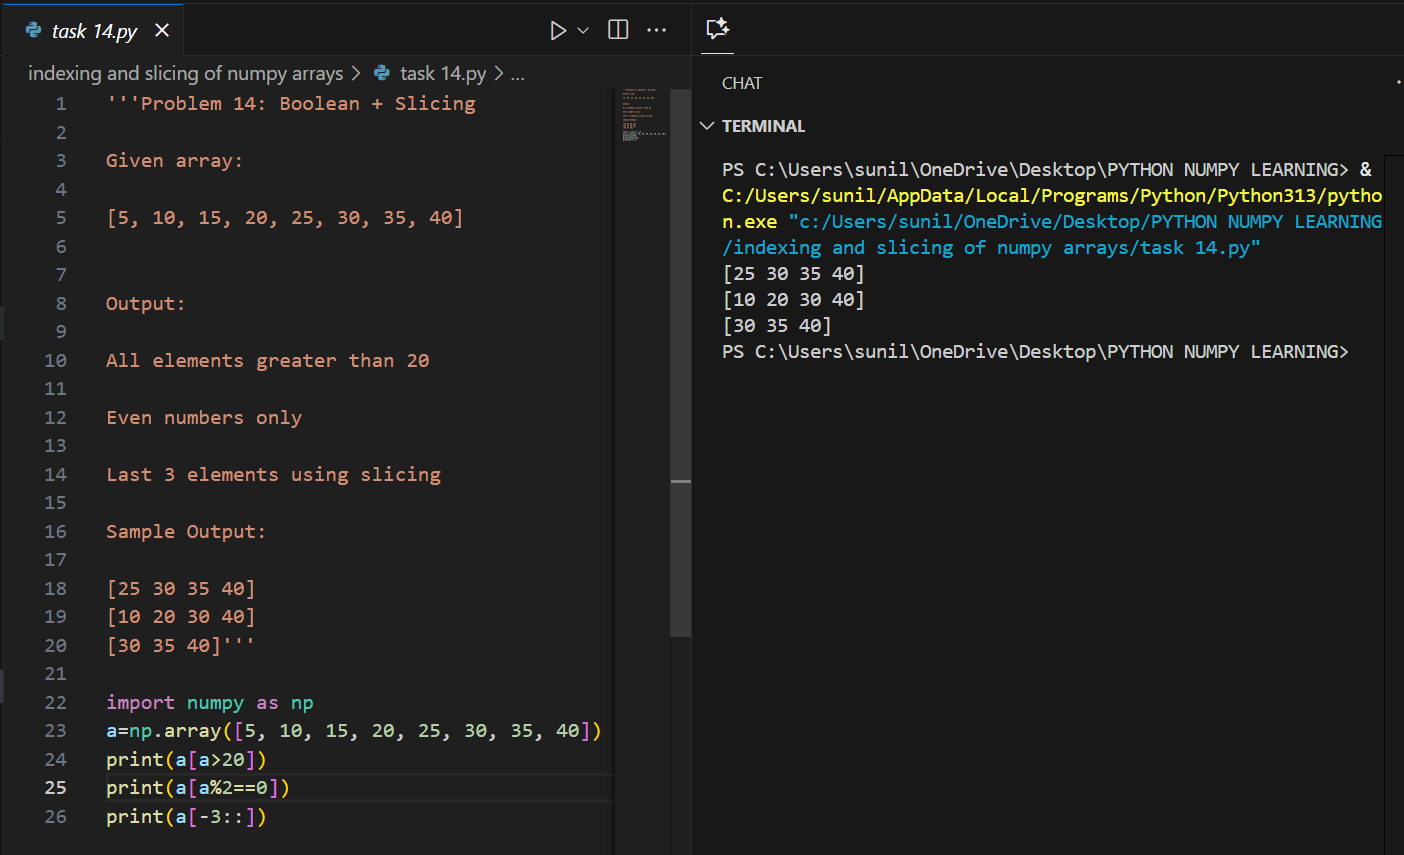 task 14.py
indexing and slicing of numpy arrays > task 14.py > ...
1 '''Problem 14: Boolean + Slicing
2
3 Given array:
4
5 [5, 10, 15, 20, 25, 30, 35, 40]
6
7
8 Output:
9
10 All elements greater than 20
11
12 Even numbers only
13
14 Last 3 elements using slicing
15
16 Sample Output:
17
18 [25 30 35 40]
19 [10 20 30 40]
20 [30 35 40]'''
21
22 import numpy as np
23 a=np.array([5, 10, 15, 20, 25, 30, 35, 40])
24 print(a[a>20])
25 print(a[a%2==0])
26 print(a[-3::])
CHAT
TERMINAL
PS C:\Users\sunil\OneDrive\Desktop\PYTHON NUMPY LEARNING> &
C:/Users/sunil/AppData/Local/Programs/Python/Python313/pytho
n.exe "c:/Users/sunil/OneDrive/Desktop/PYTHON NUMPY LEARNING
/indexing and slicing of numpy arrays/task 14.py"
[25 30 35 40]
[10 20 30 40]
[30 35 40]
PS C:\Users\sunil\OneDrive\Desktop\PYTHON NUMPY LEARNING>